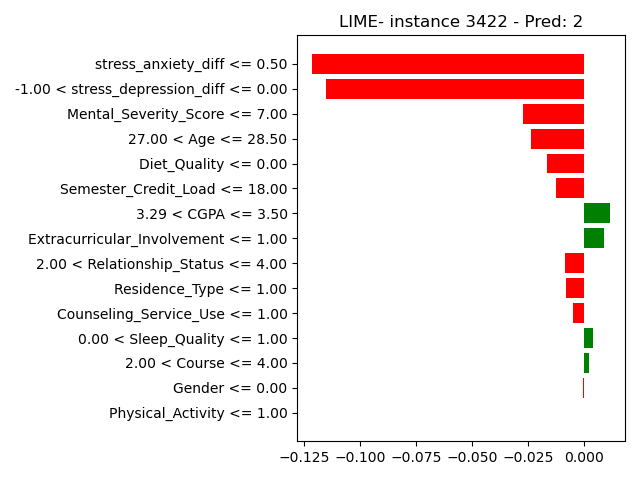 LIME- instance 3422 - Pred: 2
stress_anxiety_diff <= 0.50
-1.00 < stress_depression_diff <= 0.00
Mental_Severity_Score <= 7.00
27.00 < Age <= 28.50
Diet_Quality <= 0.00
Semester_Credit_Load <= 18.00
3.29 < CGPA <= 3.50
Extracurricular_Involvement <= 1.00
2.00 < Relationship_Status <= 4.00
Residence_Type <= 1.00
Counseling_Service_Use <= 1.00
0.00 < Sleep_Quality <= 1.00
2.00 < Course <= 4.00
Gender <= 0.00
Physical_Activity <= 1.00
−0.125 −0.100 −0.075 −0.050 −0.025 0.000